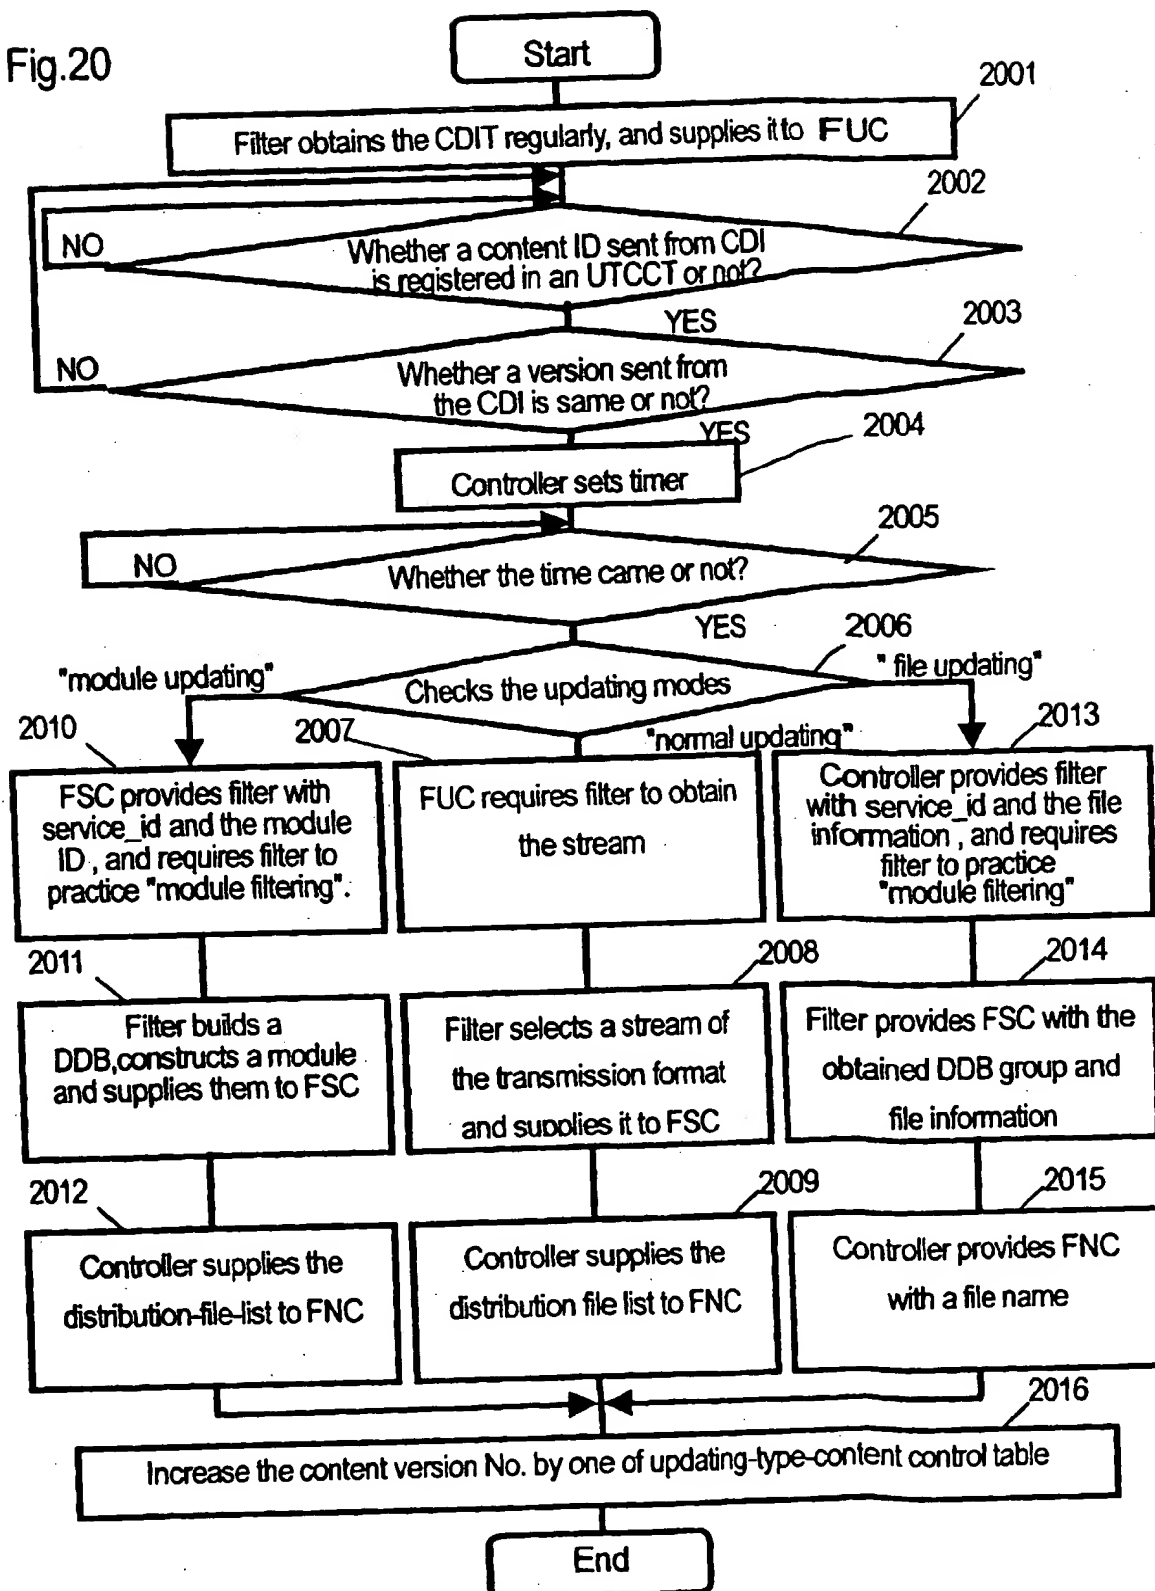 Fig.20
Start
2001
Filter obtains the CDIT regularly, and supplies it to FUC
2002
NO
Whether a content ID sent from CDI
is registered in an UTCCT or not?
YES
2003
NO
Whether a version sent from
the CDI is same or not?
YES
2004
Controller sets timer
2005
NO
Whether the time came or not?
YES
2006
"module updating"
Checks the updating modes
" file updating"
2010
2007
"normal updating"
2013
FSC provides filter with
service_id and the module
ID , and requires filter to
practice "module filtering".
FUC requires filter to obtain
the stream
Controller provides filter
with service_id and the file
information , and requires
filter to practice
"module filtering"
2011
2008
2014
Filter builds a
DDB,constructs a module
and supplies them to FSC
Filter selects a stream of
the transmission format
and supplies it to FSC
Filter provides FSC with the
obtained DDB group and
file information
2012
2009
2015
Controller supplies the
distribution-file-list to FNC
Controller supplies the
distribution file list to FNC
Controller provides FNC
with a file name
2016
Increase the content version No. by one of updating-type-content control table
End